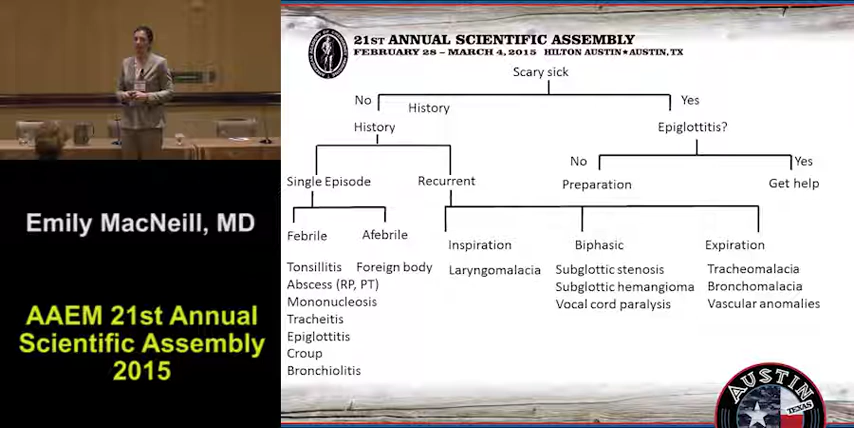 21ST ANNUAL SCIENTIFIC ASSEMBLY
FEBRUARY 28 – MARCH 4, 2015 HILTON AUSTIN★AUSTIN, TX
Scary sick
No
History
Yes
History
Epiglottitis?
No
Yes
Single Episode
Recurrent
Preparation
Get help
Febrile
Afebrile
Inspiration
Biphasic
Expiration
Tonsillitis
Abscess (RP, PT)
Mononucleosis
Tracheitis
Epiglottitis
Croup
Bronchiolitis
Foreign body
Laryngomalacia
Subglottic stenosis
Subglottic hemangioma
Vocal cord paralysis
Tracheomalacia
Bronchomalacia
Vascular anomalies
Emily MacNeill, MD
AAEM 21st Annual
Scientific Assembly
2015
AUSTIN
TEXAS